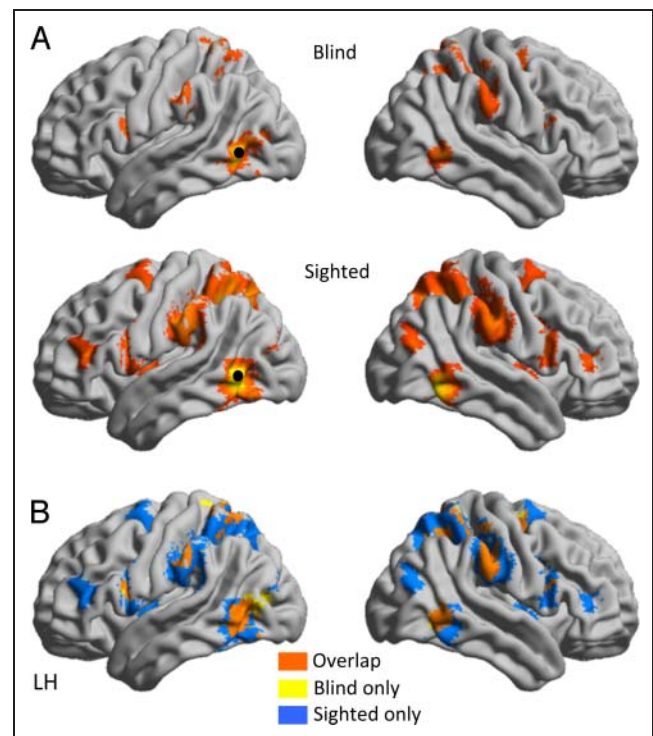 A
Blind
Sighted
B
Overlap
Blind only
LH
Sighted only